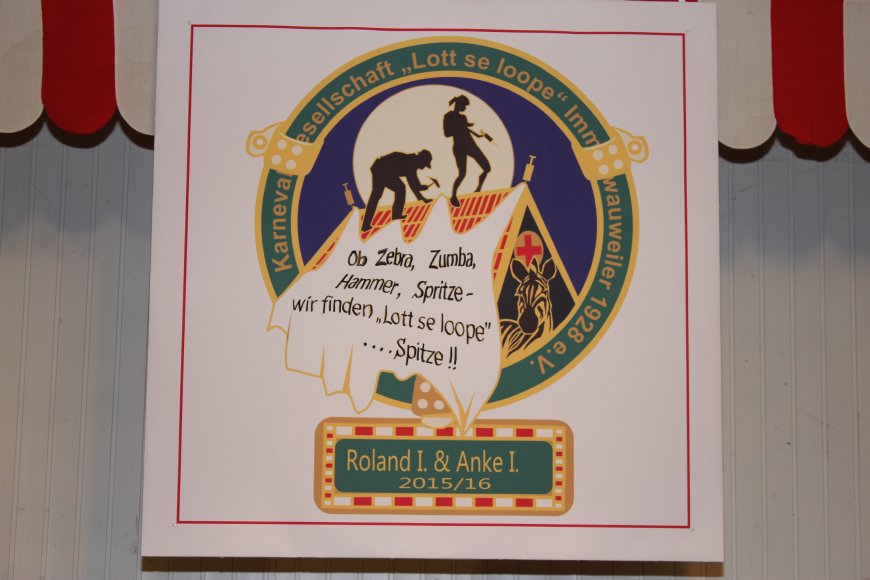 Karneva esellschaft „Lott se loope“ Imm wauweiler 1928 e.V.
Ob Zebra, Zumba,
Hammer, Spritze -
wir finden „Lott se loope"
.... Spitze !!
Roland I. & Anke I.
2015/16